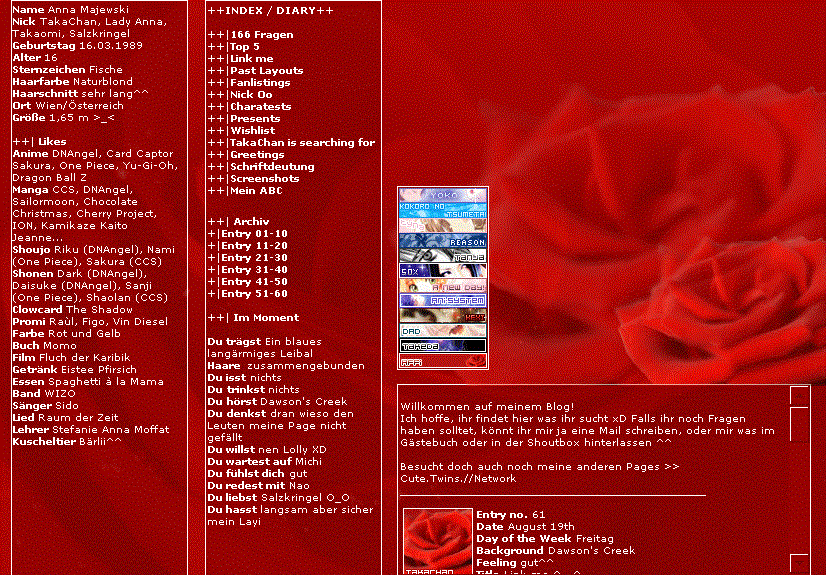 Name Anna Majewski
Nick TakaChan, Lady Anna,
Takaomi, Salzkringel
Geburtstag 16.03.1989
Alter 16
Sternzeichen Fische
Haarfarbe Naturblond
Haarschnitt sehr lang^^
Ort Wien/Österreich
Größe 1,65 m >_<
++| Likes
Anime DNAngel, Card Captor
Sakura, One Piece, Yu-Gi-Oh,
Dragon Ball Z
Manga CCS, DNAngel,
Sailormoon, Chocolate
Christmas, Cherry Project,
ION, Kamikaze Kaito
Jeanne...
Shoujo Riku (DNAngel), Nami
(One Piece), Sakura (CCS)
Shonen Dark (DNAngel),
Daisuke (DNAngel), Sanji
(One Piece), Shaolan (CCS)
Clowcard The Shadow
Promi Raùl, Figo, Vin Diesel
Farbe Rot und Gelb
Buch Momo
Film Fluch der Karibik
Getränk Eistee Pfirsich
Essen Spaghetti à la Mama
Band WIZO
Sänger Sido
Lied Raum der Zeit
Lehrer Stefanie Anna Moffat
Kuscheltier Bärlii^^
++INDEX / DIARY++
++|166 Fragen
++|Top 5
++|Link me
++|Past Layouts
++|Fanlistings
++|Nick Oo
++|Charatests
++|Presents
++|Wishlist
++|TakaChan is searching for
++|Greetings
++|Schriftdeutung
++|Screenshots
++|Mein ABC
++| Archiv
+|Entry 01-10
+|Entry 11-20
+|Entry 21-30
+|Entry 31-40
+|Entry 41-50
+|Entry 51-60
++| Im Moment
Du trägst Ein blaues
langärmiges Leibal
Haare zusammengebunden
Du isst nichts
Du trinkst nichts
Du hörst Dawson's Creek
Du denkst dran wieso den
Leuten meine Page nicht
gefällt
Du willst nen Lolly XD
Du wartest auf Michi
Du fühlst dich gut
Du redest mit Nao
Du liebst Salzkringel O_O
Du hasst langsam aber sicher
mein Layi
YOKO
KOKORO NO
TSUMETAI
REASON
TANYA
SOX
A NEW DAY!
AN-SYSTEM
DAD
TAKEDA
Willkommen auf meinem Blog!
Ich hoffe, ihr findet hier was ihr sucht xD Falls ihr noch Fragen
haben solltet, könnt ihr mir ja eine Mail schreiben, oder mir was im
Gästebuch oder in der Shoutbox hinterlassen ^^
Besucht doch auch noch meine anderen Pages >>
Cute.Twins.//Network
TAKACHAN
Entry no. 61
Date August 19th
Day of the Week Freitag
Background Dawson's Creek
Feeling gut^^
Title Link me ^__^